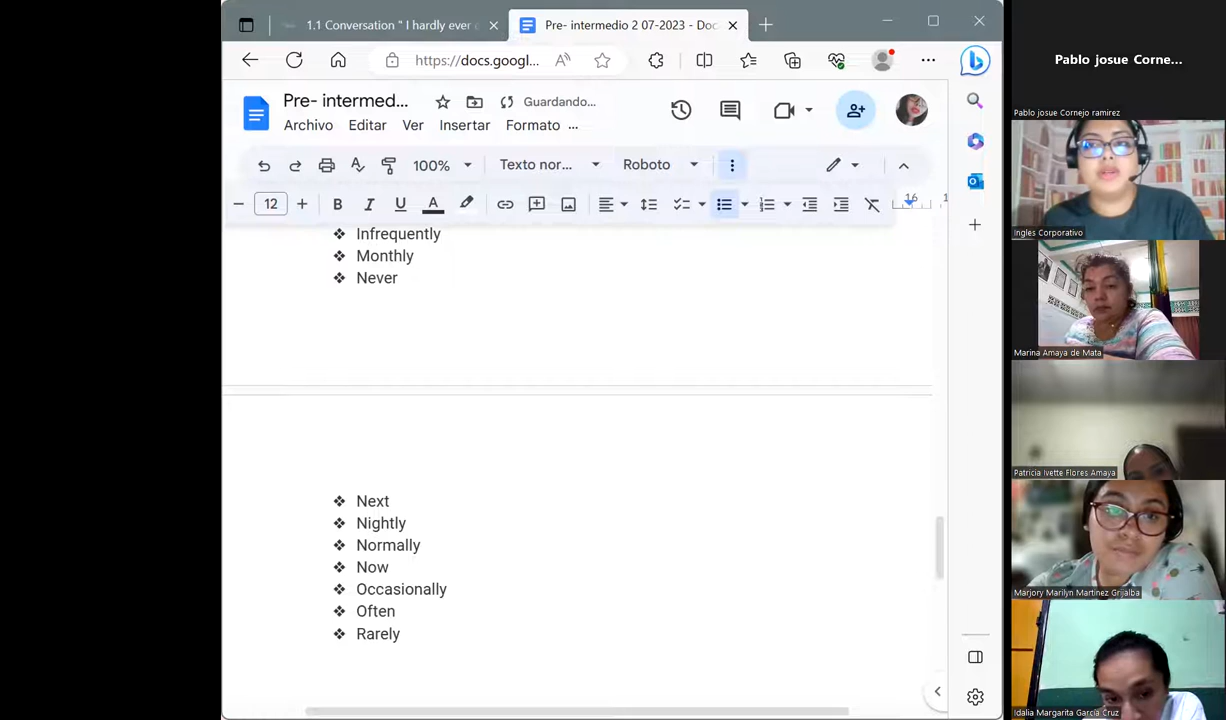 1.1 Conversation " I hardly ever
Pre- intermedio 2 07-2023 - Doc
https://docs.googl...
Pre- intermed...
Guardando...
Archivo Editar Ver Insertar Formato ...
100% Texto nor... Roboto
12 B I U A 16 1
Infrequently
Monthly
Never
Next
Nightly
Normally
Now
Occasionally
Often
Rarely
Pablo josue Corne...
Pablo josue Cornejo ramirez
Ingles Corporativo
Marina Amaya de Mata
Patricia Ivette Flores Amaya
Marjory Marilyn Martinez Grijalba
Idalia Margarita Garcia Cruz